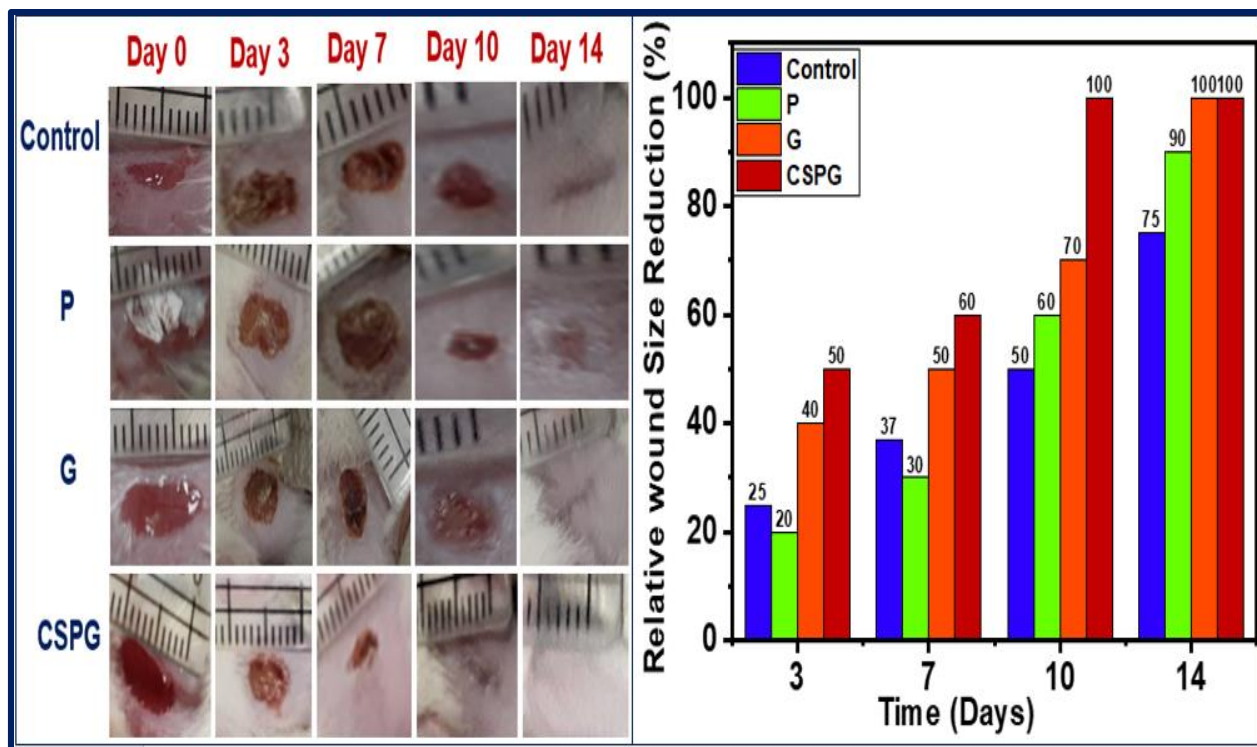 Day 0 Day 3 Day 7 Day 10 Day 14
Control
P
G
CSPG
Relative wound Size Reduction (%)
Control
P
G
CSPG
100
80
60
40
20
0
25 20 40 50
37 30 50 60
50 60 70 100
75 90 100 100
3 7 10 14
Time (Days)